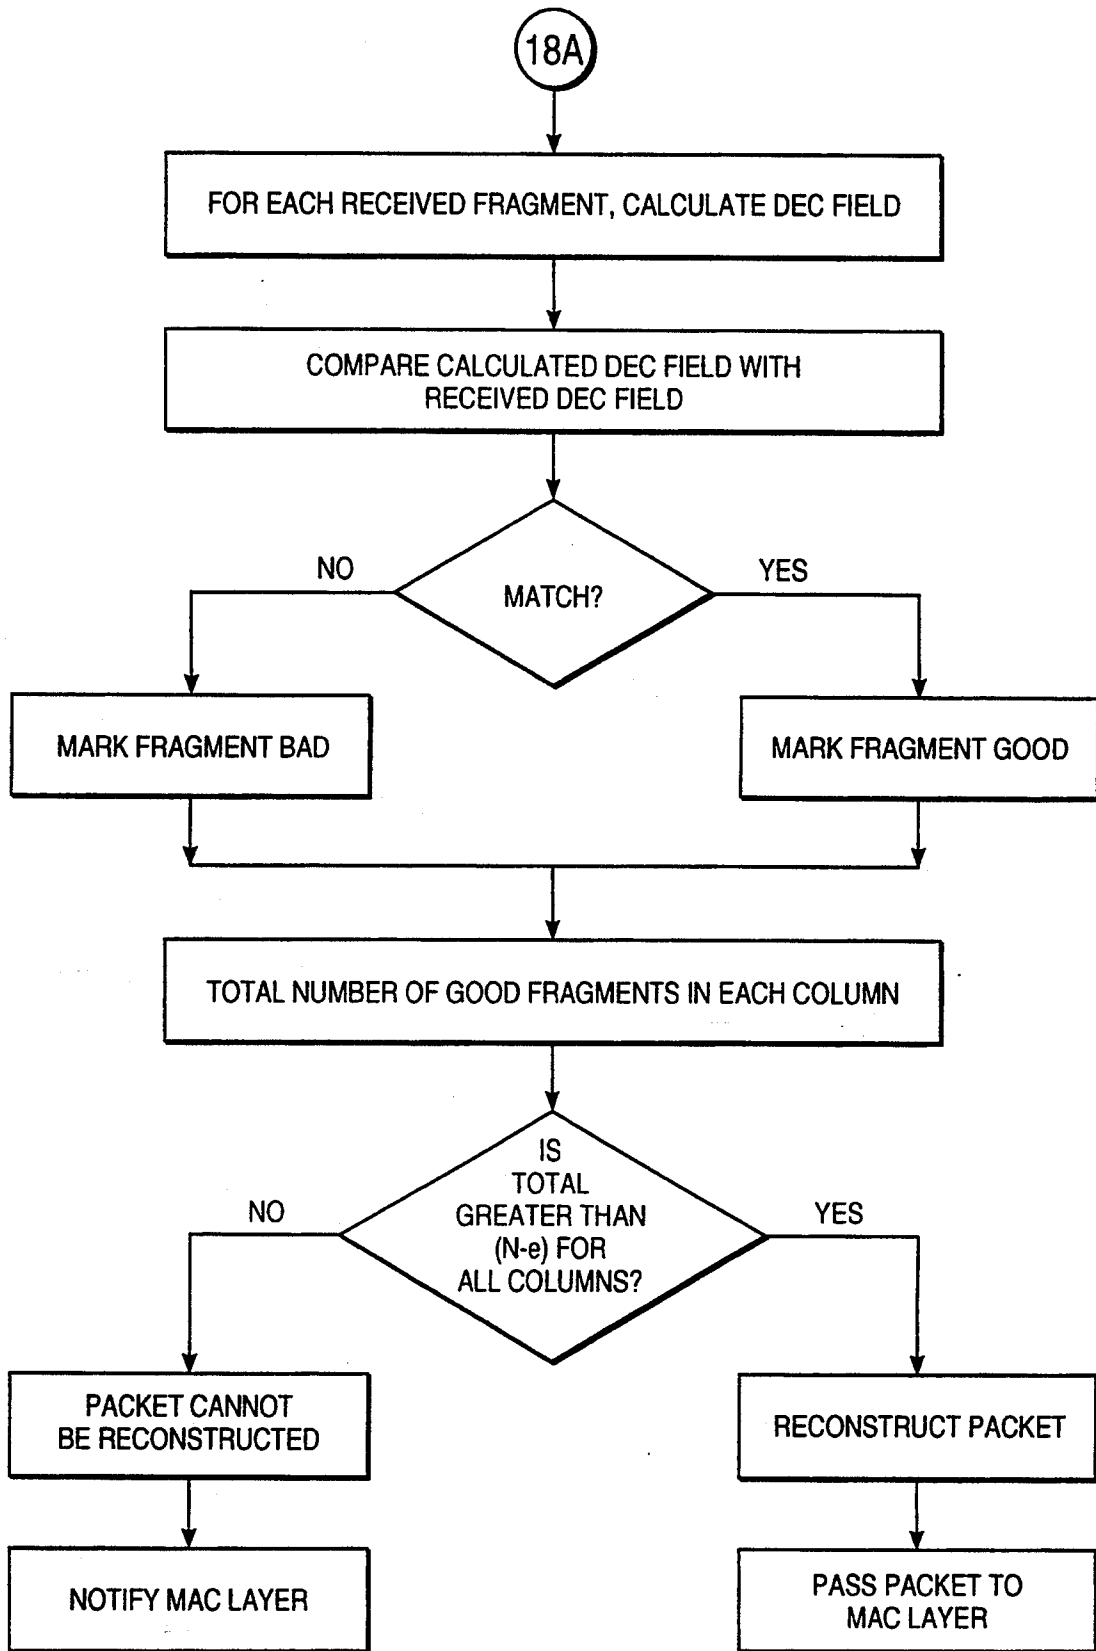 18A
FOR EACH RECEIVED FRAGMENT, CALCULATE DEC FIELD
COMPARE CALCULATED DEC FIELD WITH
RECEIVED DEC FIELD
NO
YES
MATCH?
MARK FRAGMENT BAD
MARK FRAGMENT GOOD
TOTAL NUMBER OF GOOD FRAGMENTS IN EACH COLUMN
IS
TOTAL
GREATER THAN
(N-e) FOR
ALL COLUMNS?
NO
YES
PACKET CANNOT
BE RECONSTRUCTED
RECONSTRUCT PACKET
NOTIFY MAC LAYER
PASS PACKET TO
MAC LAYER